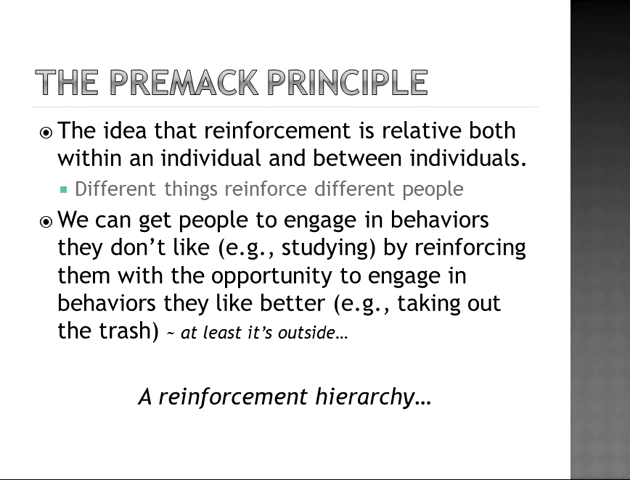 THE PREMACK PRINCIPLE
The idea that reinforcement is relative both
within an individual and between individuals.
Different things reinforce different people
We can get people to engage in behaviors
they don’t like (e.g., studying) by reinforcing
them with the opportunity to engage in
behaviors they like better (e.g., taking out
the trash) ~ at least it’s outside…
A reinforcement hierarchy…